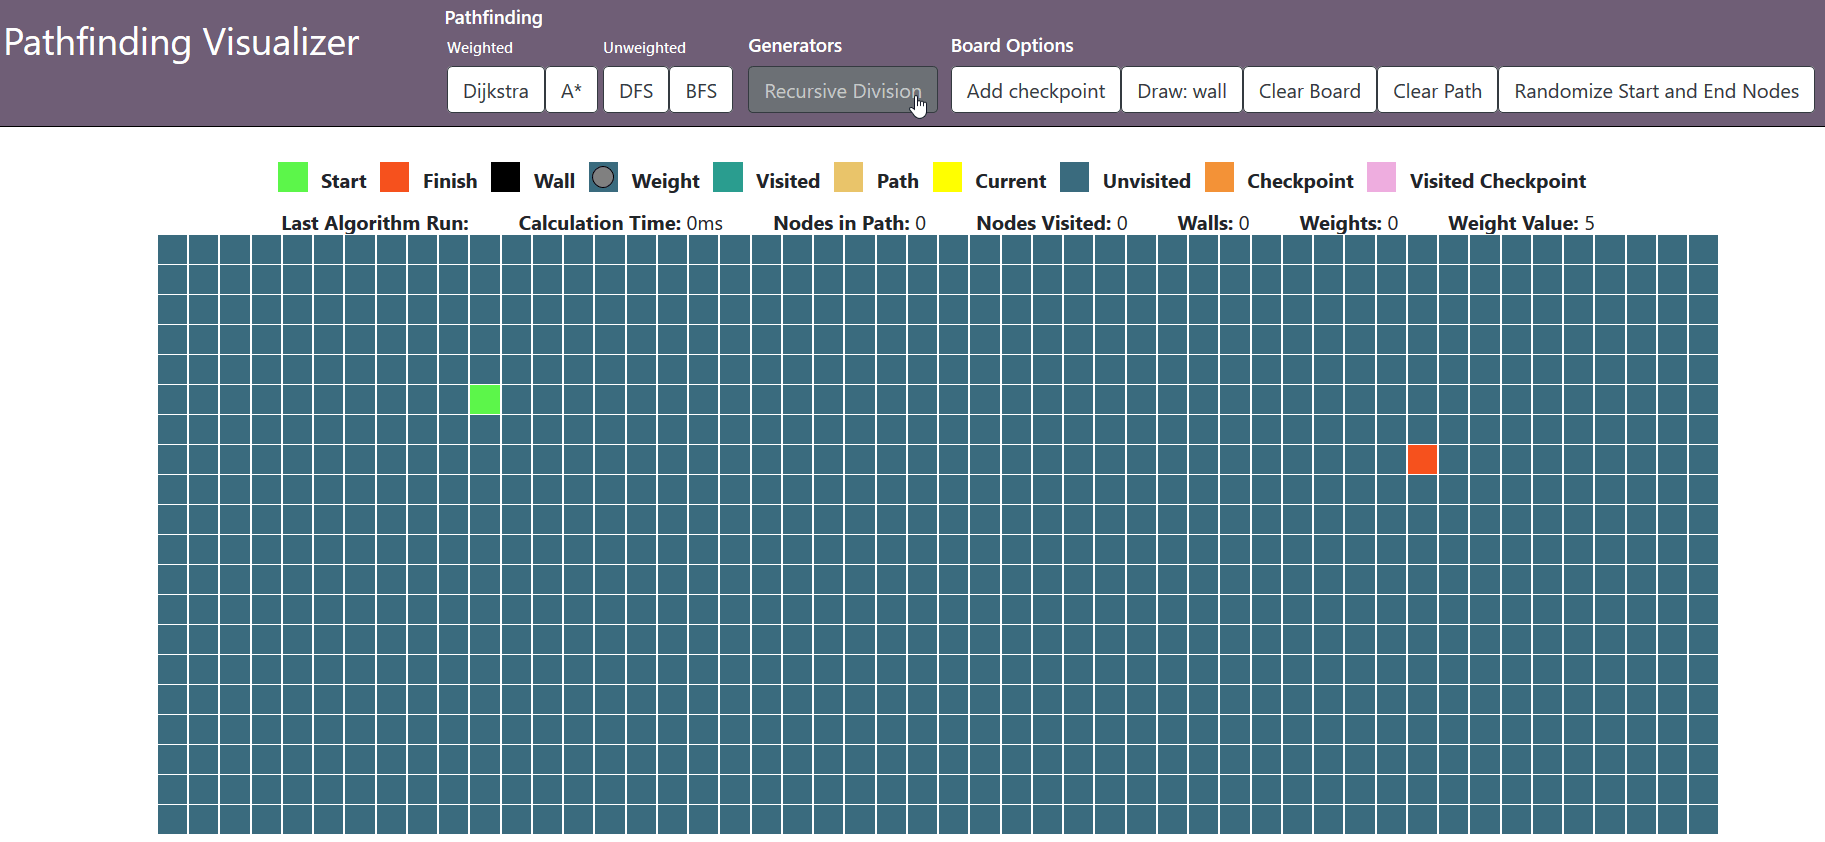 Pathfinding Visualizer
Pathfinding
Weighted
Unweighted
Generators
Board Options
Dijkstra
A*
DFS
BFS
Recursive Division
Add checkpoint
Draw: wall
Clear Board
Clear Path
Randomize Start and End Nodes
Start Finish Wall Weight Visited Path Current Unvisited Checkpoint Visited Checkpoint
Last Algorithm Run: Calculation Time: 0ms Nodes in Path: 0 Nodes Visited: 0 Walls: 0 Weights: 0 Weight Value: 5